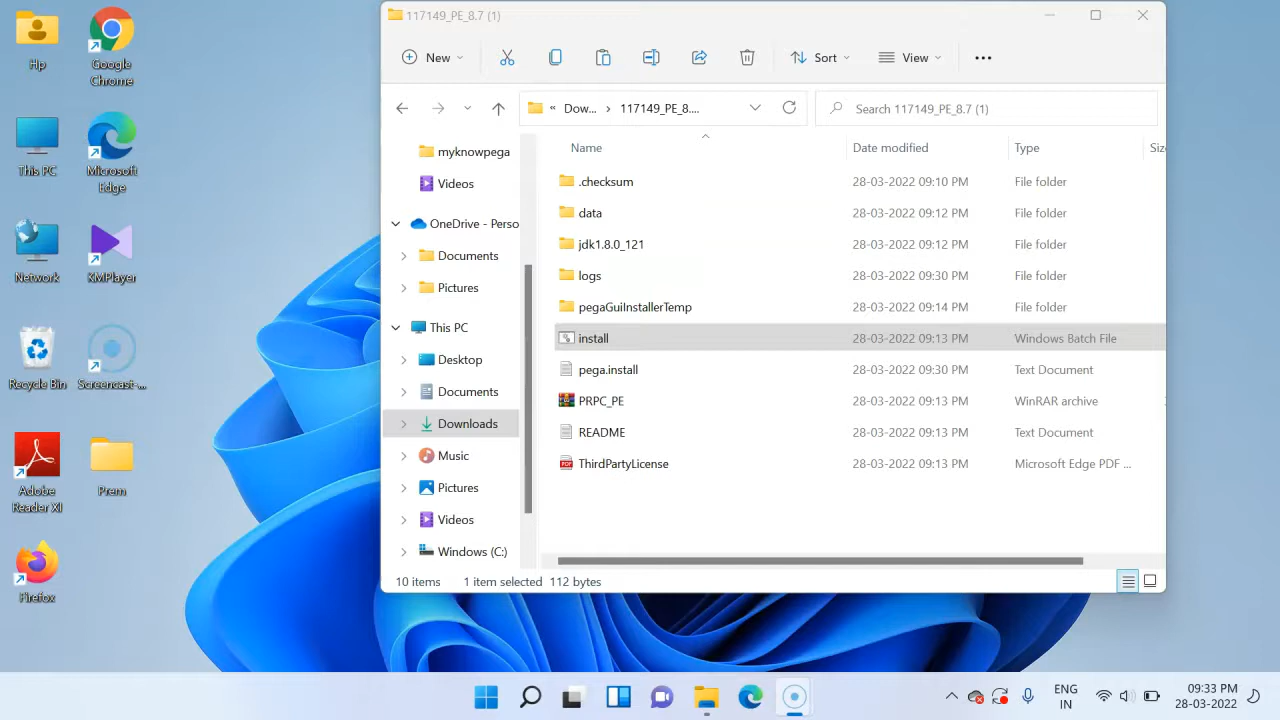 Hp
Google
Chrome
This PC
Microsoft
Edge
Network
KMPlayer
Recycle Bin
Screencast-...
Adobe
Reader XI
Prem
Firefox
117149_PE_8.7 (1)
New
Sort
View
«
Dow...
117149_PE_8....
Search 117149_PE_8.7 (1)
myknowpega
Videos
OneDrive - Perso
Documents
Pictures
This PC
Desktop
Documents
Downloads
Music
Pictures
Videos
Windows (C:)
Name Date modified Type Siz
.checksum 28-03-2022 09:10 PM File folder
data 28-03-2022 09:12 PM File folder
jdk1.8.0_121 28-03-2022 09:12 PM File folder
logs 28-03-2022 09:30 PM File folder
pegaGuiInstallerTemp 28-03-2022 09:14 PM File folder
install 28-03-2022 09:13 PM Windows Batch File
pega.install 28-03-2022 09:30 PM Text Document
PRPC_PE 28-03-2022 09:13 PM WinRAR archive
README 28-03-2022 09:13 PM Text Document
ThirdPartyLicense 28-03-2022 09:13 PM Microsoft Edge PDF ...
10 items 1 item selected 112 bytes
ENG
IN
09:33 PM
28-03-2022